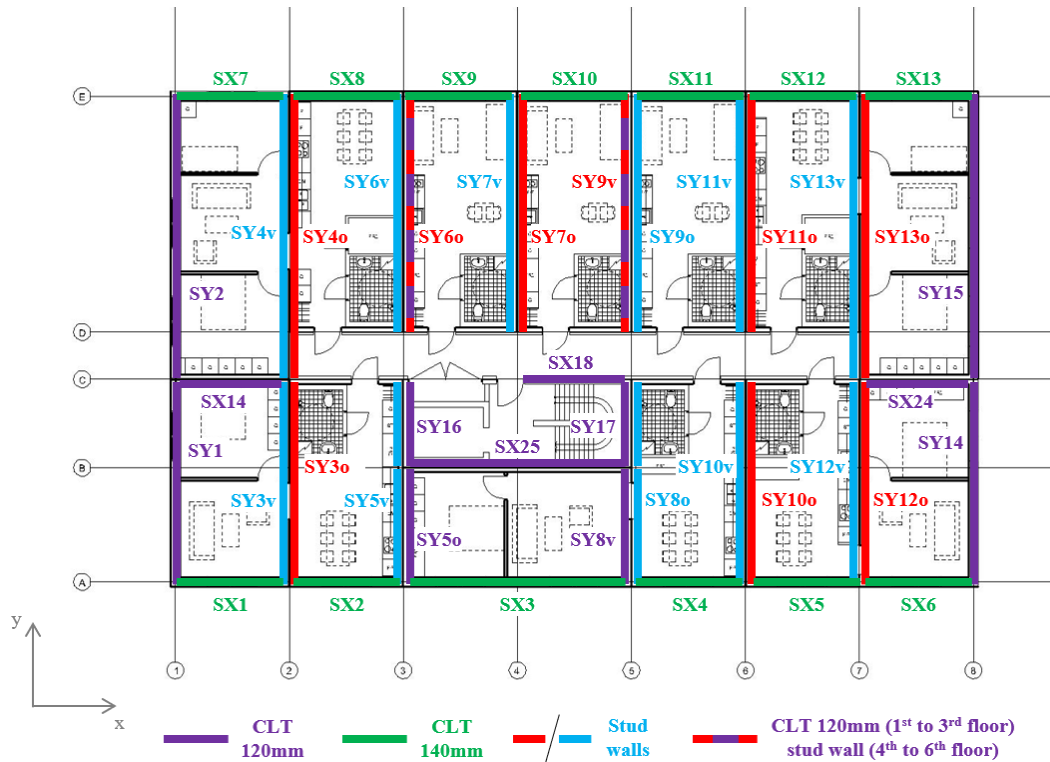 SX7 SX8 SX9 SX10 SX11 SX12 SX13
E
SY6v SY7v SY9v SY11v SY13v
SY4v SY4o SY6o SY7o SY9o SY11o SY13o
SY2 SY15
D
SX18
C
SX14 SX24
SY16 SX25 SY17
SY1 SY14
B
SY3o SY10v SY12v
SY3v SY5v SY8o SY10o SY12o
SY5o SY8v
A
SX1 SX2 SX3 SX4 SX5 SX6
y
x
1 2 3 4 5 6 7 8
CLT 120mm
CLT 140mm
/ Stud walls
CLT 120mm (1st to 3rd floor)
stud wall (4th to 6th floor)